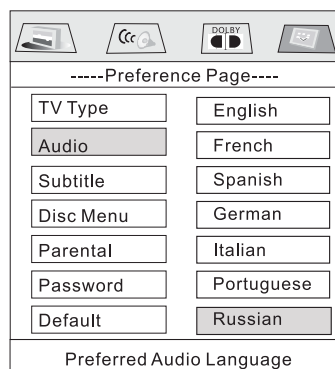 DOLBY
-----Preference Page----
TV Type
Audio
Subtitle
Disc Menu
Parental
Password
Default
English
French
Spanish
German
Italian
Portuguese
Russian
Preferred Audio Language